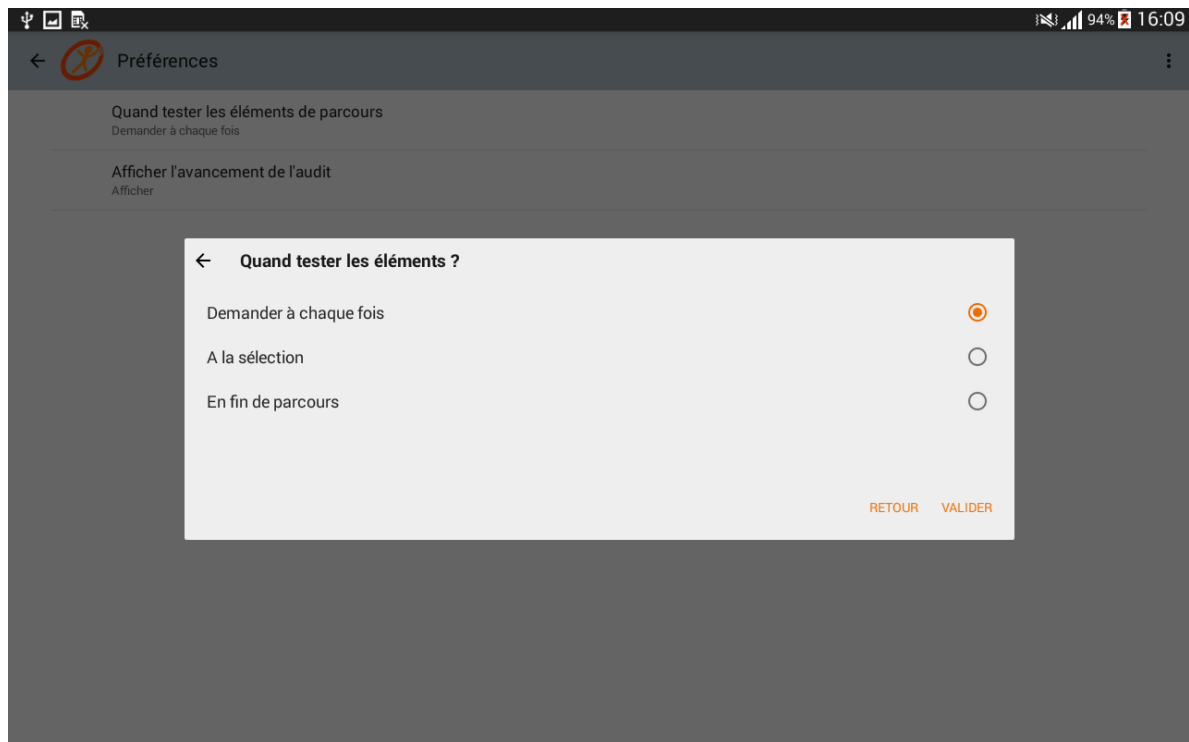 94% 16:09
Préférences
Quand tester les éléments de parcours
Demander à chaque fois
Afficher l'avancement de l'audit
Afficher
Quand tester les éléments ?
Demander à chaque fois
A la sélection
En fin de parcours
RETOUR VALIDER